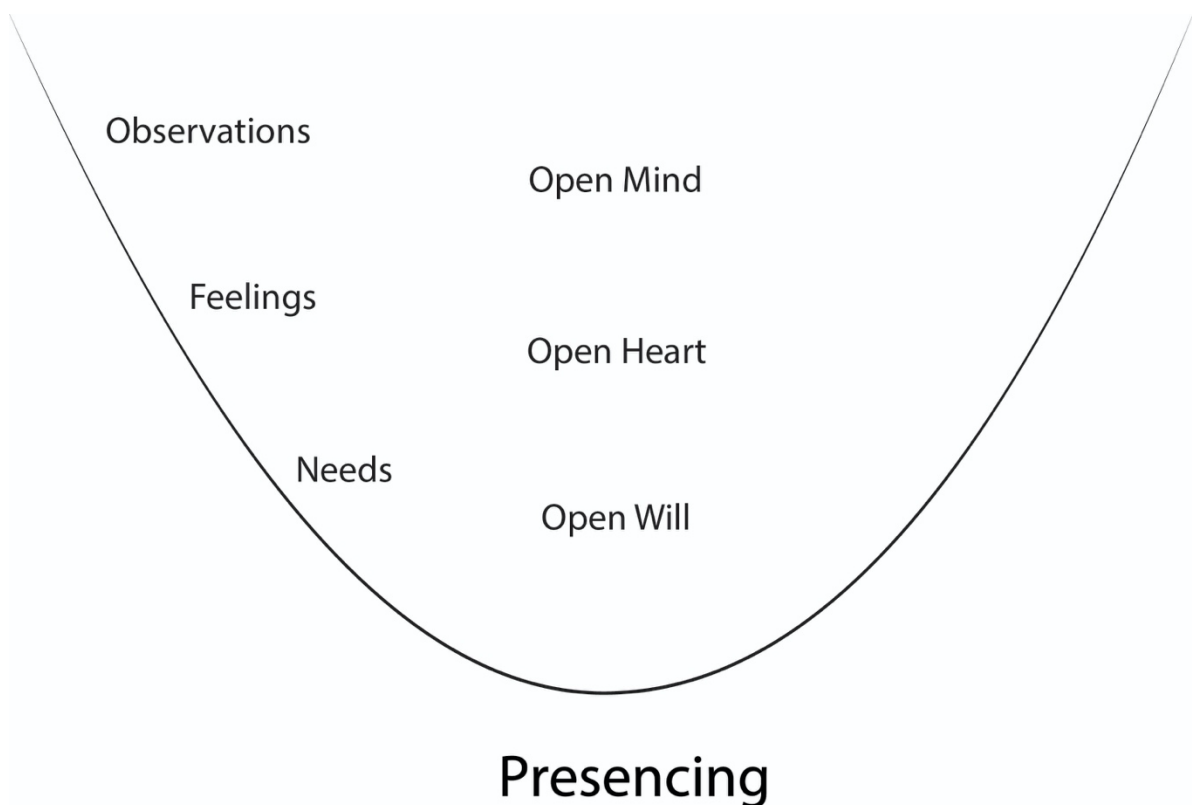 Observations
Open Mind
Feelings
Open Heart
Needs
Open Will
Presencing